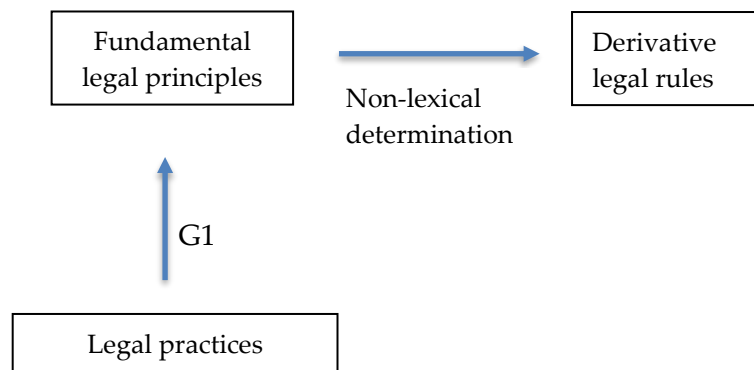 Fundamental
legal principles
Derivative
legal rules
Non-lexical
determination
G1
Legal practices